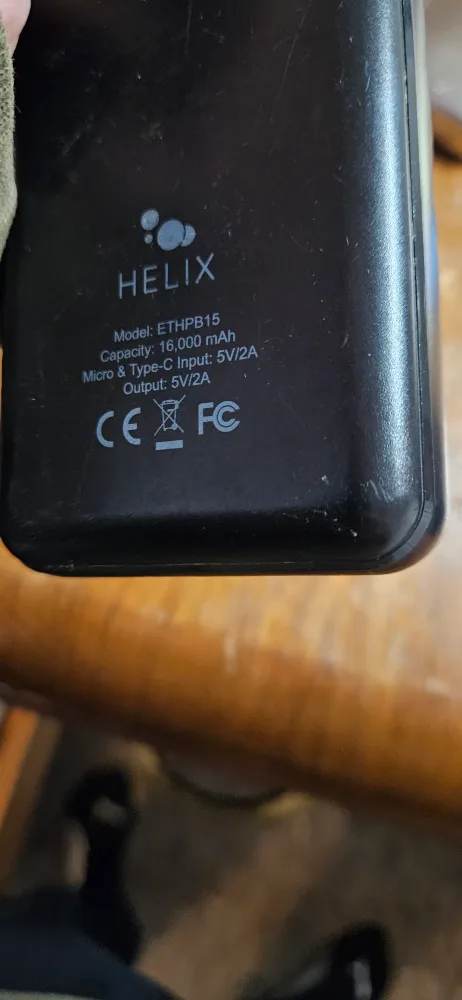 HELIX
Model: ETHPB15
Capacity: 16,000 mAh
Micro & Type-C Input: 5V/2A
Output: 5V/2A
CE FC